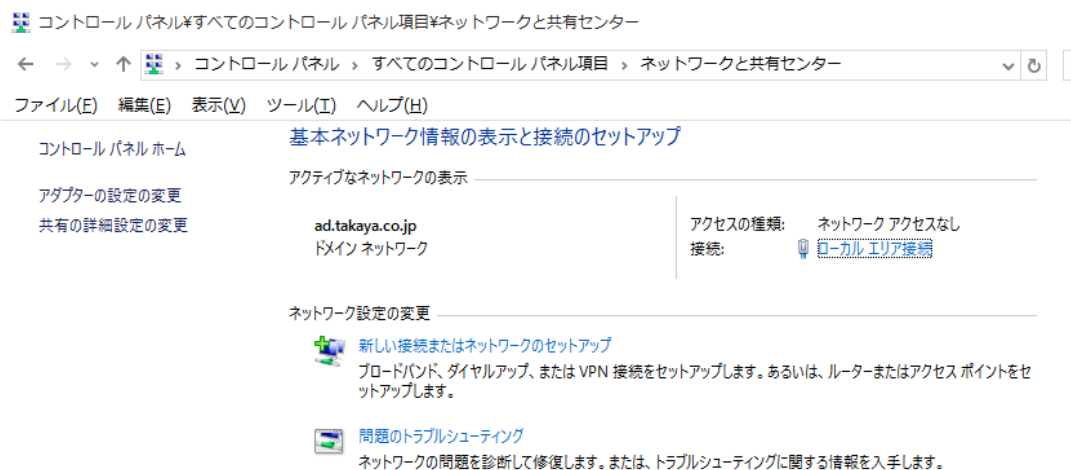 コントロール パネル¥すべてのコントロール パネル項目¥ネットワークと共有センター
コントロール パネル › すべてのコントロール パネル項目 › ネットワークと共有センター
ファイル(F) 編集(E) 表示(V) ツール(T) ヘルプ(H)
コントロール パネル ホーム
アダプターの設定の変更
共有の詳細設定の変更
基本ネットワーク情報の表示と接続のセットアップ
アクティブなネットワークの表示
ad.takaya.co.jp
ドメイン ネットワーク
アクセスの種類: ネットワーク アクセスなし
接続: ローカル エリア接続
ネットワーク設定の変更
新しい接続またはネットワークのセットアップ
ブロードバンド、ダイヤルアップ、または VPN 接続をセットアップします。あるいは、ルーターまたはアクセス ポイントをセ
ットアップします。
問題のトラブルシューティング
ネットワークの問題を診断して修復します。または、トラブルシューティングに関する情報を入手します。